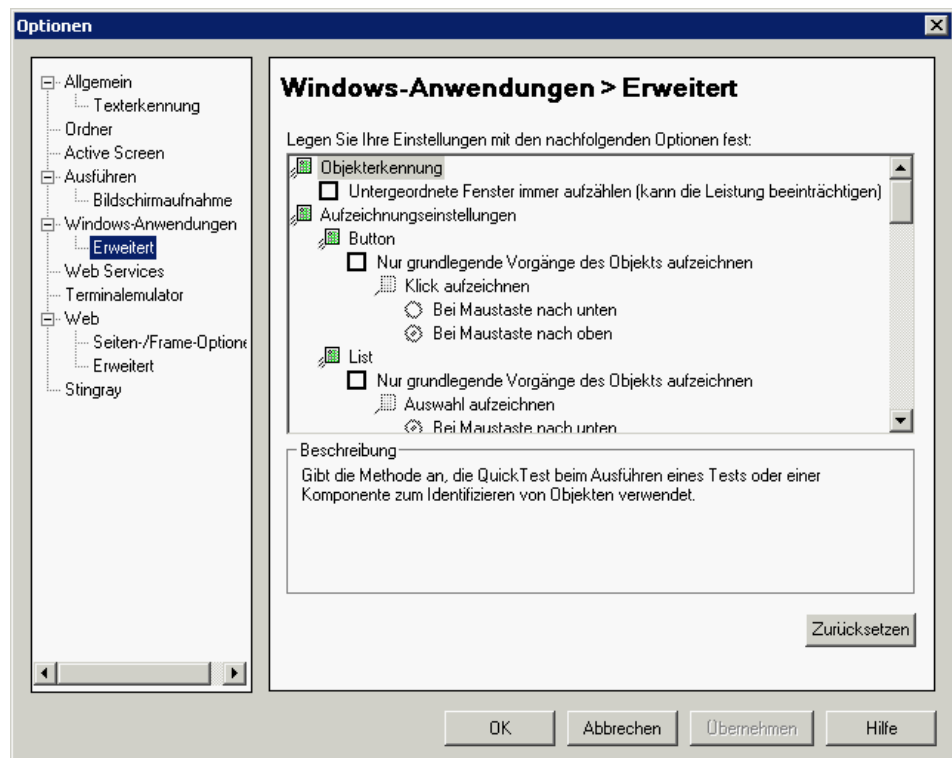 Optionen
Allgemein
Texterkennung
Ordner
Active Screen
Ausführen
Bildschirmaufnahme
Windows-Anwendungen
Erweitert
Web Services
Terminalemulator
Web
Seiten-/Frame-Optione
Erweitert
Stingray
Windows-Anwendungen > Erweitert
Legen Sie Ihre Einstellungen mit den nachfolgenden Optionen fest:
Objekterkennung
Untergeordnete Fenster immer aufzählen (kann die Leistung beeinträchtigen)
Aufzeichnungseinstellungen
Button
Nur grundlegende Vorgänge des Objekts aufzeichnen
Klick aufzeichnen
Bei Maustaste nach unten
Bei Maustaste nach oben
List
Nur grundlegende Vorgänge des Objekts aufzeichnen
Auswahl aufzeichnen
Bei Maustaste nach unten
Beschreibung
Gibt die Methode an, die QuickTest beim Ausführen eines Tests oder einer
Komponente zum Identifizieren von Objekten verwendet.
Zurücksetzen
OK
Abbrechen
Übernehmen
Hilfe